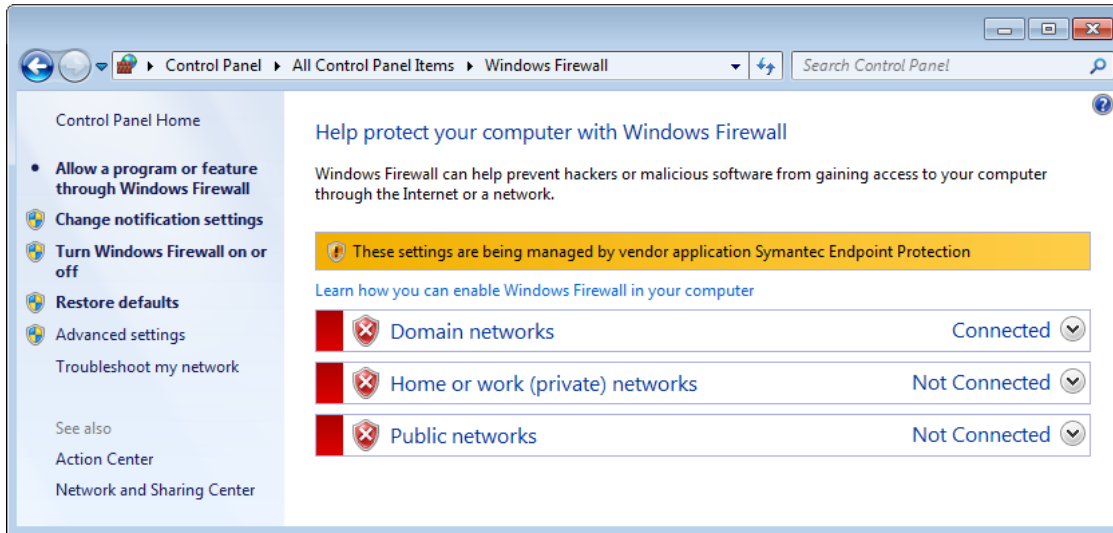 Control Panel ▸ All Control Panel Items ▸ Windows Firewall
Search Control Panel
Control Panel Home
Allow a program or feature
through Windows Firewall
Change notification settings
Turn Windows Firewall on or
off
Restore defaults
Advanced settings
Troubleshoot my network
See also
Action Center
Network and Sharing Center
Help protect your computer with Windows Firewall
Windows Firewall can help prevent hackers or malicious software from gaining access to your computer
through the Internet or a network.
These settings are being managed by vendor application Symantec Endpoint Protection
Learn how you can enable Windows Firewall in your computer
Domain networks Connected
Home or work (private) networks Not Connected
Public networks Not Connected